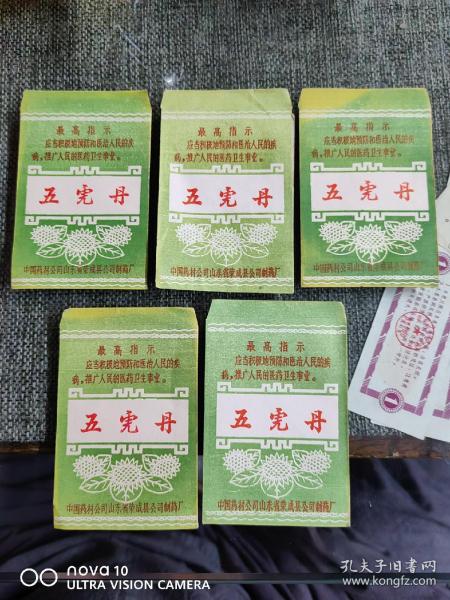 最高指示
应当积极地预防和医治人民的疾
病，推广人民的医药卫生事业。
五宪丹
中国药材公司山东省荣成县公司制药厂
最高指示
应当积极地预防和医治人民的疾
病，推广人民的医药卫生事业。
五宪丹
中国药材公司山东省荣成县公司制药厂
最高指示
应当积极地预防和医治人民的疾
病，推广人民的医药卫生事业。
五宪丹
中国药材公司山东省荣成县公司制药厂
最高指示
应当积极地预防和医治人民的疾
病，推广人民的医药卫生事业。
五宪丹
中国药材公司山东省荣成县公司制药厂
最高指示
应当积极地预防和医治人民的疾
病，推广人民的医药卫生事业。
五宪丹
中国药材公司山东省荣成县公司制药厂
1
1
nova 10
ULTRA VISION CAMERA
孔夫子旧书网
www.kongfz.com